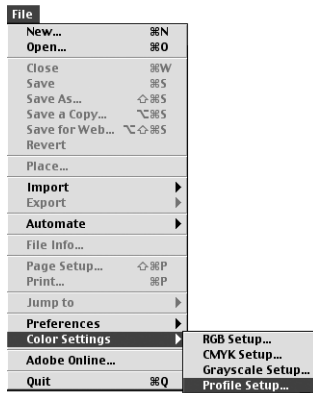 File
New... ⌘N
Open... ⌘O
Close ⌘W
Save ⌘S
Save As... ⇧⌘S
Save a Copy... ⌥⌘S
Save for Web... ⌥⇧⌘S
Revert
Place...
Import
Export
Automate
File Info...
Page Setup... ⇧⌘P
Print... ⌘P
Jump to
Preferences
Color Settings
Adobe Online...
Quit ⌘Q
RGB Setup...
CMYK Setup...
Grayscale Setup...
Profile Setup...